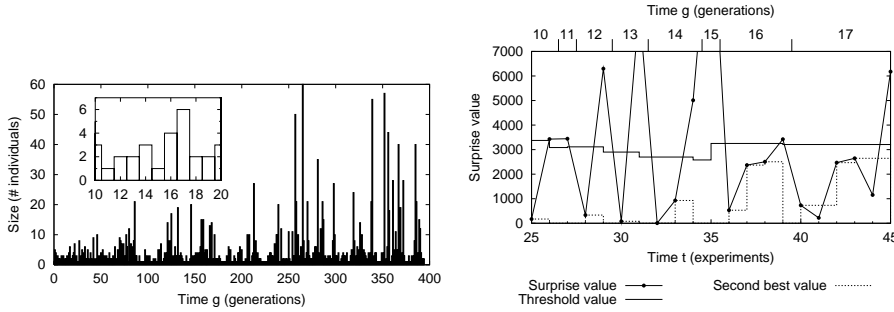 Size (# individuals)
60
50
40
30
20
10
0
0 50 100 150 200 250 300 350 400
Time g (generations)
6
4
2
0
10 12 14 16 18 20
Time g (generations)
10 11 12 13 14 15 16 17
Surprise value
7000
6000
5000
4000
3000
2000
1000
0
25 30 35 40 45
Time t (experiments)
Surprise value
Second best value
Threshold value